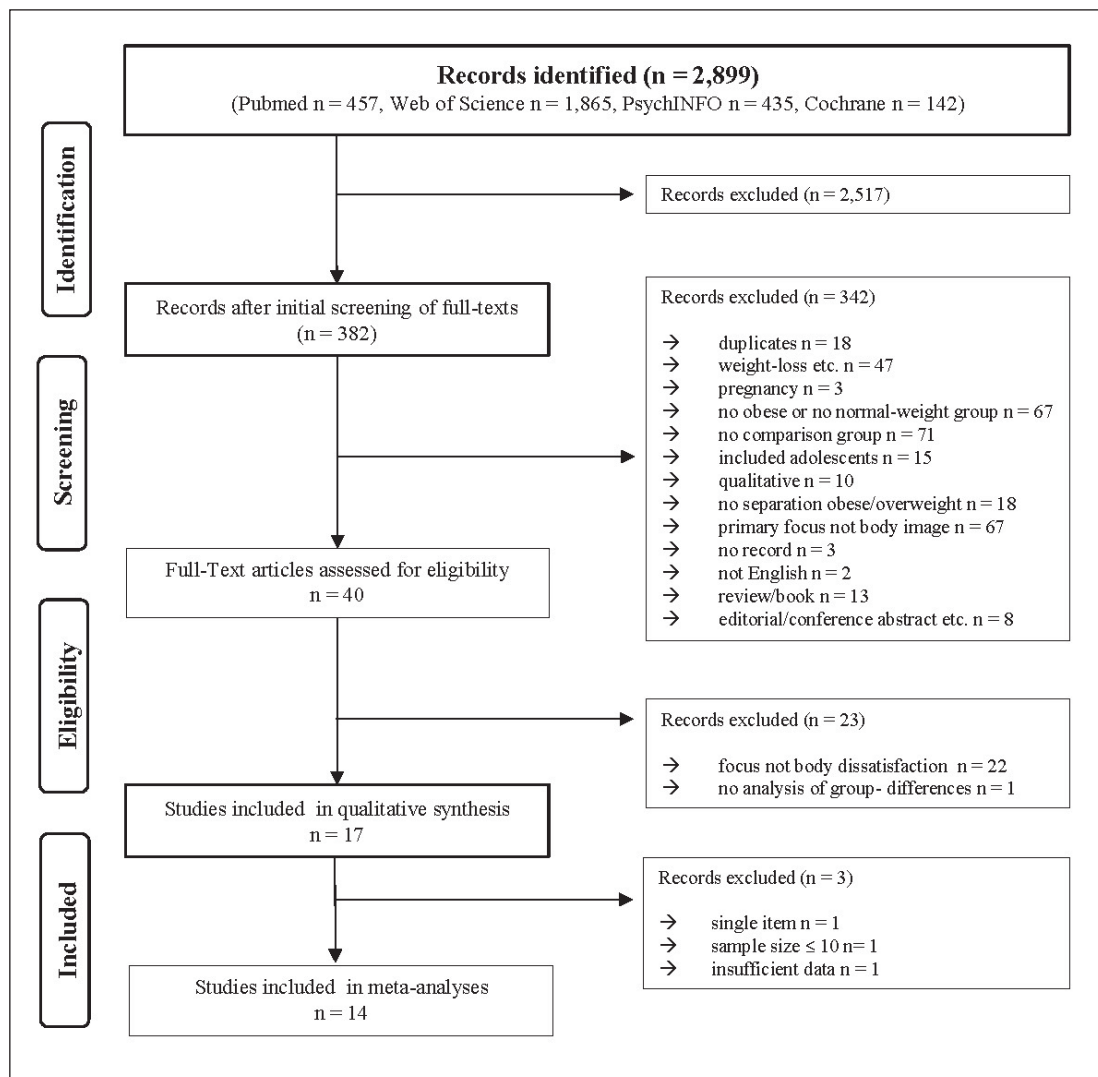 Records identified (n = 2,899)
(Pubmed n = 457, Web of Science n = 1,865, PsychINFO n = 435, Cochrane n = 142)
Identification
Records excluded (n = 2,517)
Records after initial screening of full-texts
(n = 382)
Records excluded (n = 342)
→ duplicates n = 18
→ weight-loss etc. n = 47
→ pregnancy n = 3
→ no obese or no normal-weight group n = 67
→ no comparison group n = 71
→ included adolescents n = 15
→ qualitative n = 10
→ no separation obese/overweight n = 18
→ primary focus not body image n = 67
→ no record n = 3
→ not English n = 2
→ review/book n = 13
→ editorial/conference abstract etc. n = 8
Screening
Full-Text articles assessed for eligibility
n = 40
Eligibility
Records excluded (n = 23)
→ focus not body dissatisfaction n = 22
→ no analysis of group- differences n = 1
Studies included in qualitative synthesis
n = 17
Included
Records excluded (n = 3)
→ single item n = 1
→ sample size ≤ 10 n= 1
→ insufficient data n = 1
Studies included in meta-analyses
n = 14